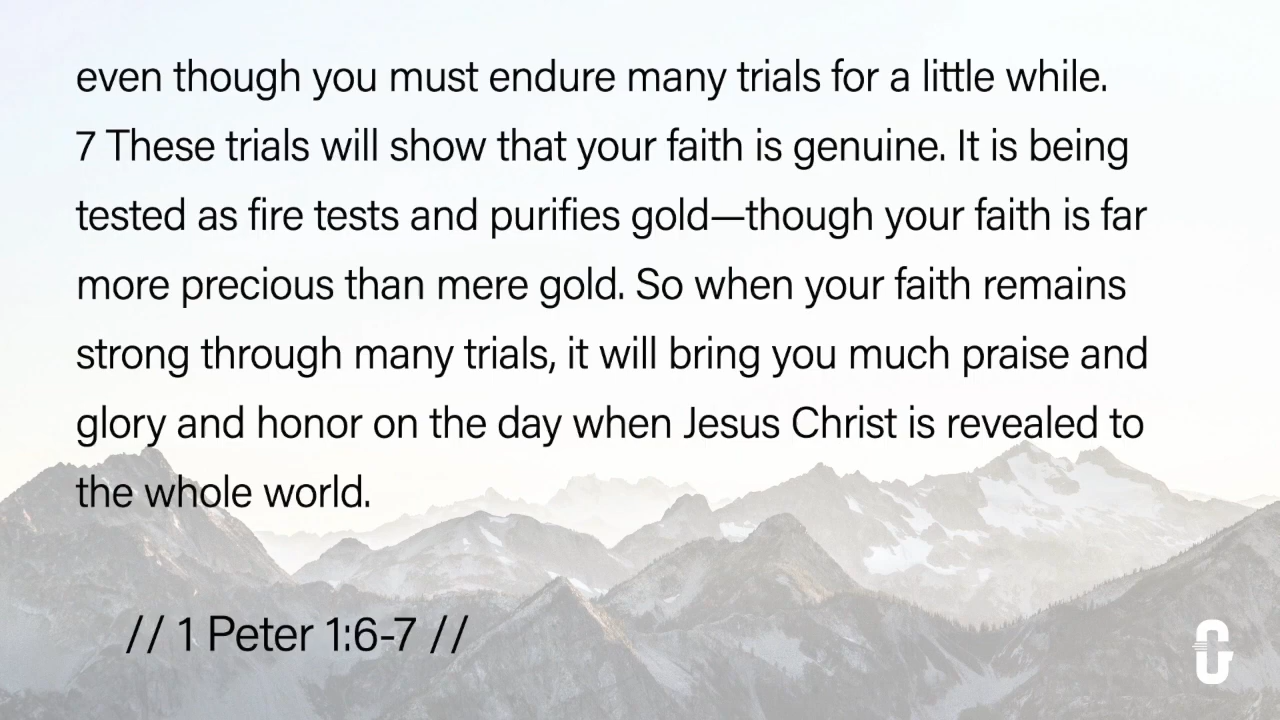 even though you must endure many trials for a little while.
7 These trials will show that your faith is genuine. It is being
tested as fire tests and purifies gold—though your faith is far
more precious than mere gold. So when your faith remains
strong through many trials, it will bring you much praise and
glory and honor on the day when Jesus Christ is revealed to
the whole world.
// 1 Peter 1:6-7 //